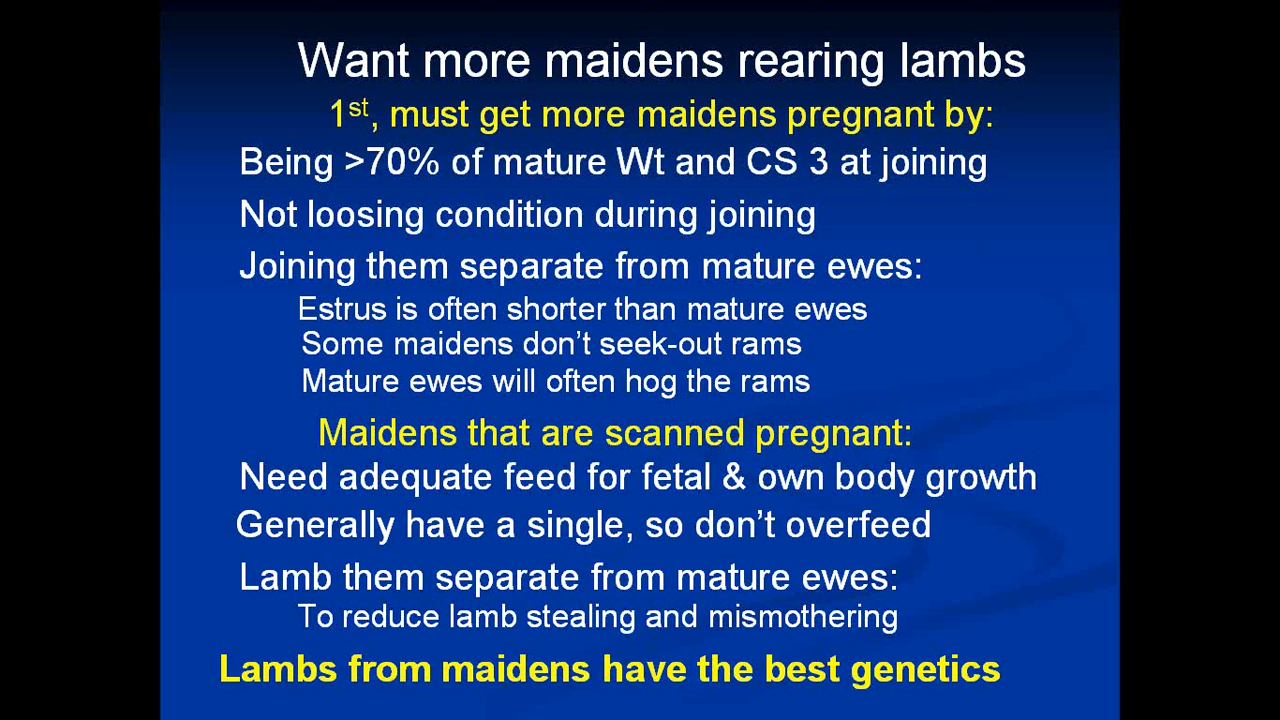 Want more maidens rearing lambs
1st, must get more maidens pregnant by:
Being >70% of mature Wt and CS 3 at joining
Not loosing condition during joining
Joining them separate from mature ewes:
Estrus is often shorter than mature ewes
Some maidens don't seek-out rams
Mature ewes will often hog the rams
Maidens that are scanned pregnant:
Need adequate feed for fetal & own body growth
Generally have a single, so don't overfeed
Lamb them separate from mature ewes:
To reduce lamb stealing and mismothering
Lambs from maidens have the best genetics